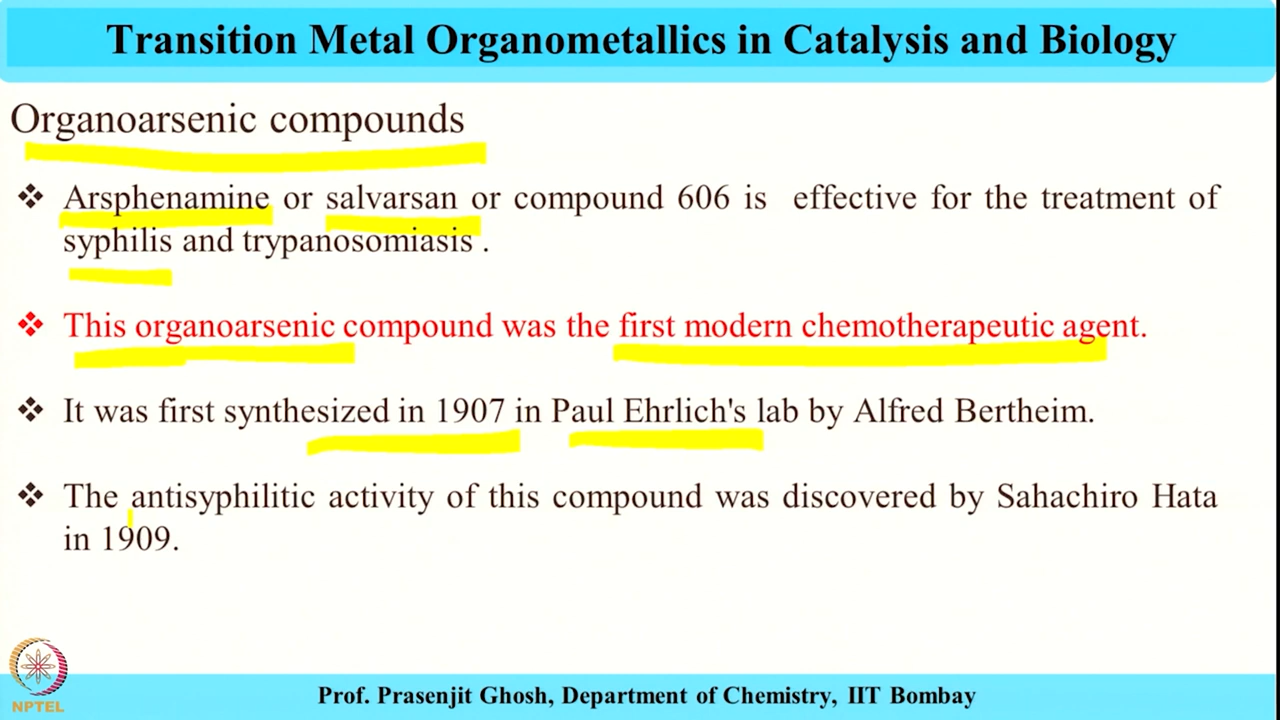 Transition Metal Organometallics in Catalysis and Biology
Organoarsenic compounds
❖ Arsphenamine or salvarsan or compound 606 is effective for the treatment of
syphilis and trypanosomiasis .
❖ This organoarsenic compound was the first modern chemotherapeutic agent.
❖ It was first synthesized in 1907 in Paul Ehrlich's lab by Alfred Bertheim.
❖ The antisyphilitic activity of this compound was discovered by Sahachiro Hata
in 1909.
NPTEL
Prof. Prasenjit Ghosh, Department of Chemistry, IIT Bombay